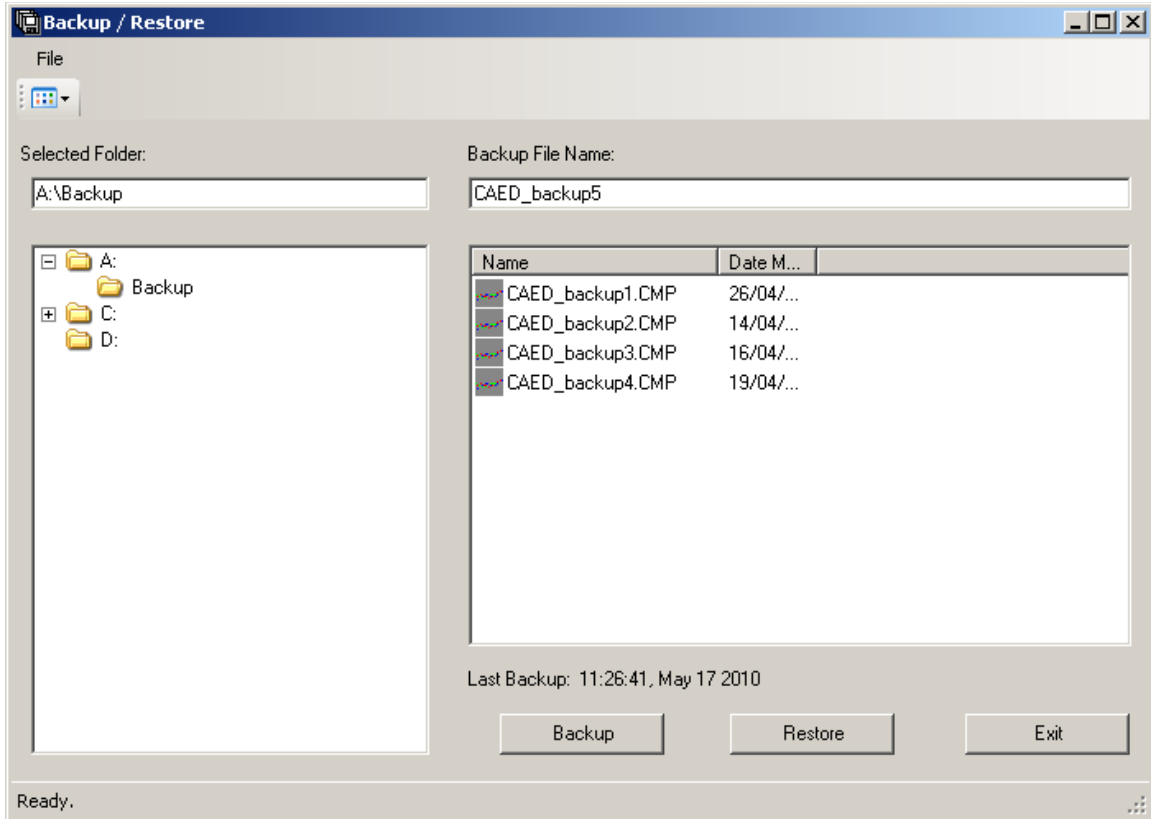 Backup / Restore
File
Selected Folder:
Backup File Name:
A:\Backup
CAED_backup5
A:
Backup
C:
D:
Name Date M...
CAED_backup1.CMP 26/04/...
CAED_backup2.CMP 14/04/...
CAED_backup3.CMP 16/04/...
CAED_backup4.CMP 19/04/...
Last Backup: 11:26:41, May 17 2010
Backup Restore Exit
Ready.